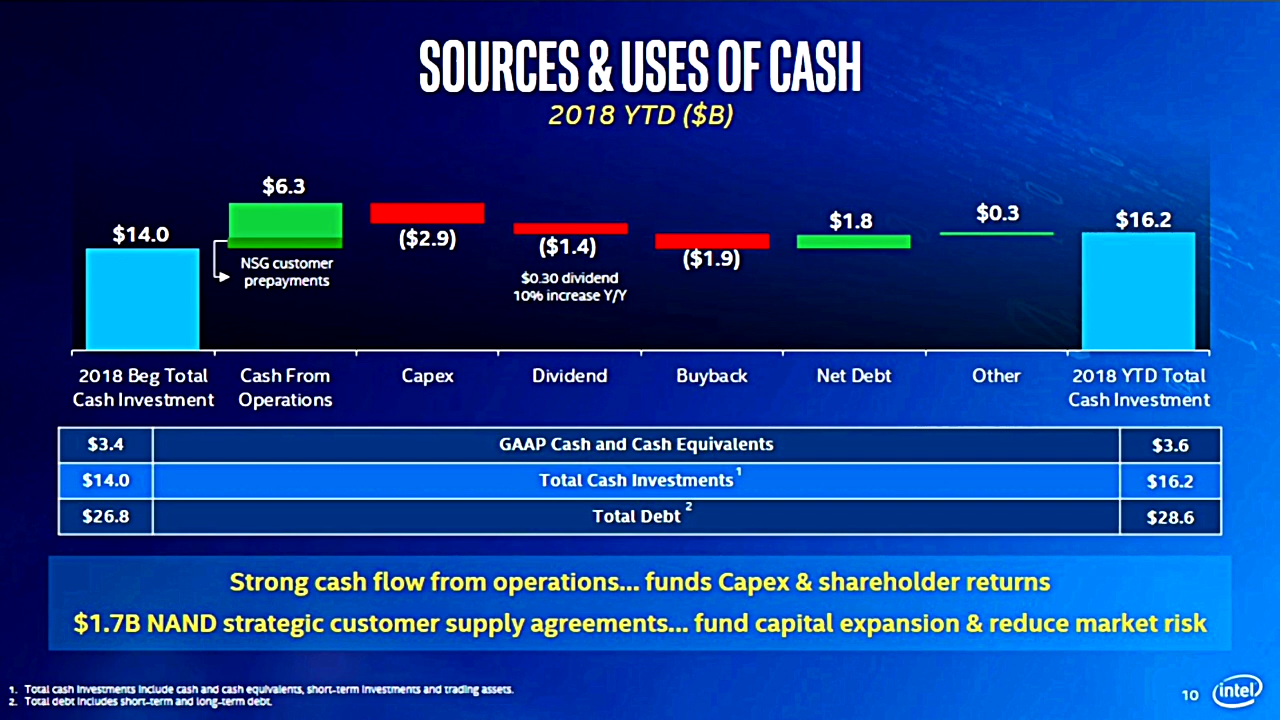 SOURCES & USES OF CASH
2018 YTD ($B)
$14.0
$6.3
NSG customer
prepayments
($2.9)
($1.4)
$0.30 dividend
10% increase Y/Y
($1.9)
$1.8
$0.3
$16.2
2018 Beg Total
Cash Investment
Cash From
Operations
Capex
Dividend
Buyback
Net Debt
Other
2018 YTD Total
Cash Investment
$3.4 GAAP Cash and Cash Equivalents $3.6
$14.0 Total Cash Investments 1 $16.2
$26.8 Total Debt 2 $28.6
Strong cash flow from operations... funds Capex & shareholder returns
$1.7B NAND strategic customer supply agreements... fund capital expansion & reduce market risk
1. Total cash investments include cash and cash equivalents, short-term investments and trading assets.
2. Total debt includes short-term and long-term debt.
10
intel